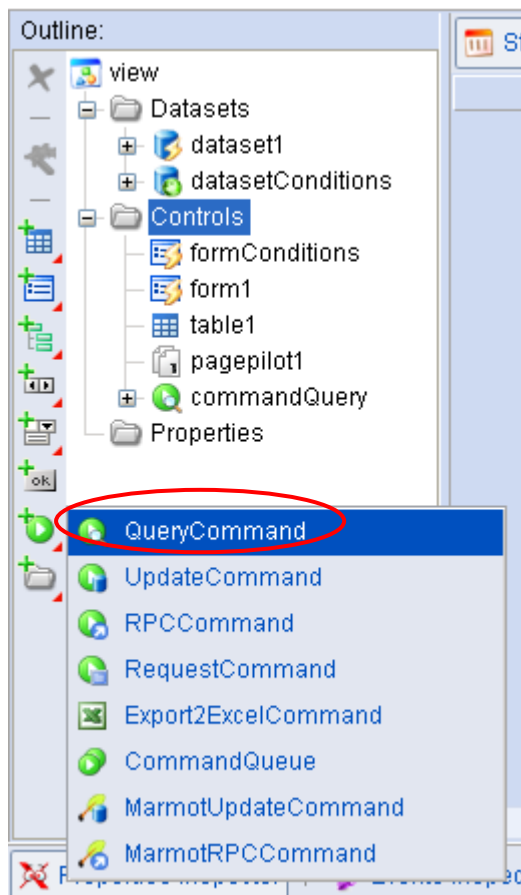 Outline:
view
Datasets
dataset1
datasetConditions
Controls
formConditions
form1
table1
pagepilot1
commandQuery
Properties
ok
QueryCommand
UpdateCommand
RPCCommand
RequestCommand
Export2ExcelCommand
CommandQueue
MarmotUpdateCommand
MarmotRPCCommand